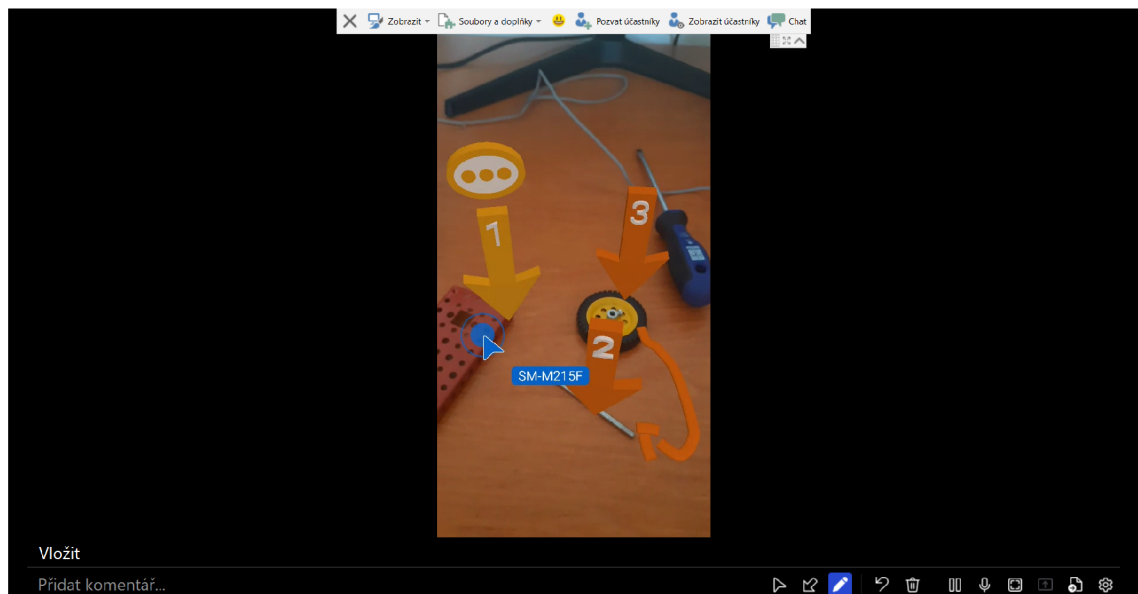 Zobrazit
Soubory a doplňky
Pozvat účastníky
Zobrazit účastníky
Chat
1
3
2
SM-M215F
Vložit
Přidat komentář...